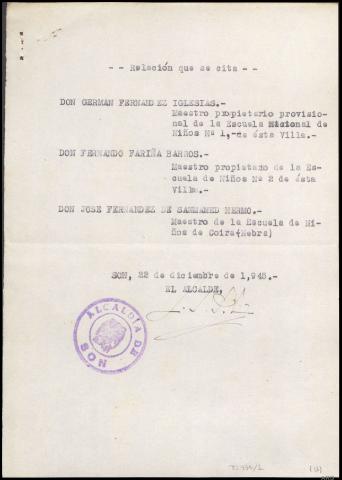 -- Relación que se cita --
DON GERMAN FERNANDEZ IGLESIAS.-
Maestro propietario provisio-
nal de la Escuela Nacional de
Niños Nº 1,-de ésta Villa.-
DON FERNANDO FARIÑA BARROS.-
Maestro propietario de la Es-
cuela de Niños Nº 2 de ésta
Villa.-
DON JOSE FERNANDEZ DE SAMMAMED MERMO.-
Maestro de la Escuela de Ni-
ños de Goira(Nebra)
SON, 22 de diciembre de 1,948.-
EL ALCALDE,
ALCALDÍA DE
SON